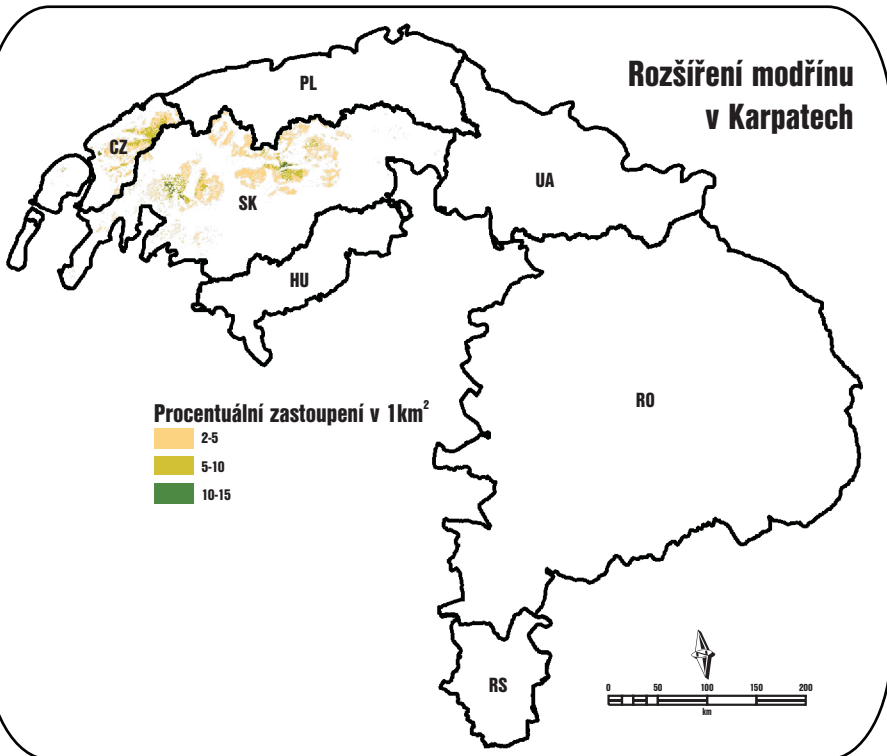 Rozšíření modřínu
v Karpatech
PL
CZ
SK
UA
HU
RO
RS
Procentuální zastoupení v 1km²
2-5
5-10
10-15
0 50 100 150 200
km